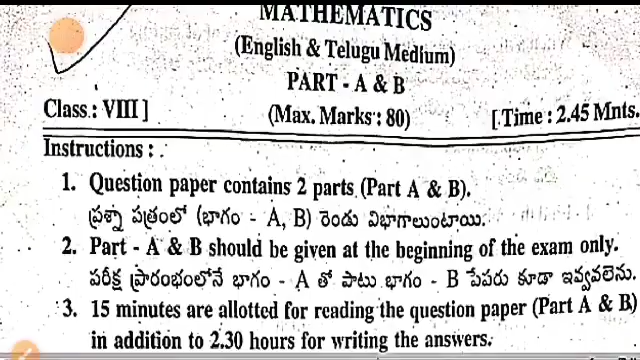 MATHEMATICS
(English & Telugu Medium)
PART - A & B
Class.: VIII ] (Max. Marks : 80) [ Time : 2.45 Mnts.
Instructions :
1. Question paper contains 2 parts (Part A & B).
ప్రశ్నా పత్రంలో (భాగం - A, B) రెండు విభాగాలుంటాయి.
2. Part - A & B should be given at the beginning of the exam only.
పరీక్ష ప్రారంభంలోనే భాగం - A తో పాటు భాగం - B పేపరు కూడా ఇవ్వవలెను.
3. 15 minutes are allotted for reading the question paper (Part A & B)
in addition to 2.30 hours for writing the answers.